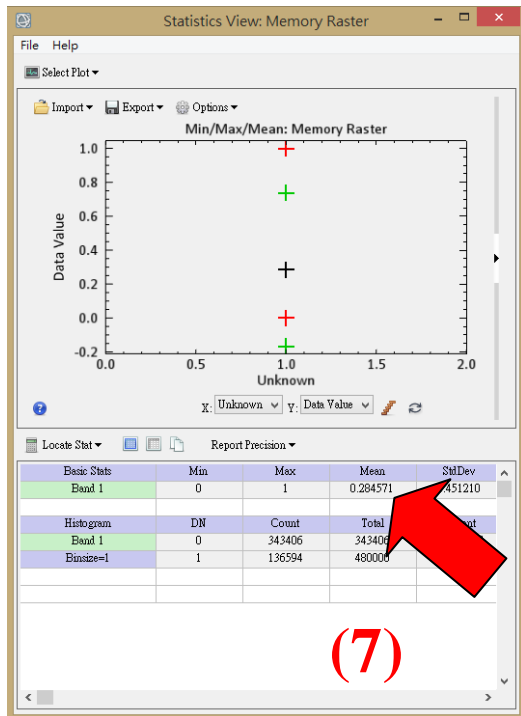 Statistics View: Memory Raster
File Help
Select Plot
Import Export Options
Min/Max/Mean: Memory Raster
1.0
0.8
0.6
0.4
0.2
0.0
-0.2
Data Value
0.0 0.5 1.0 1.5 2.0
Unknown
X: Unknown Y: Data Value
Locate Stat Report Precision
Basic Stats Min Max Mean StdDev
Band 1 0 1 0.284571 .451210
Histogram DN Count Total
Band 1 0 343406 343406
Binsize=1 1 136594 480000
(7)